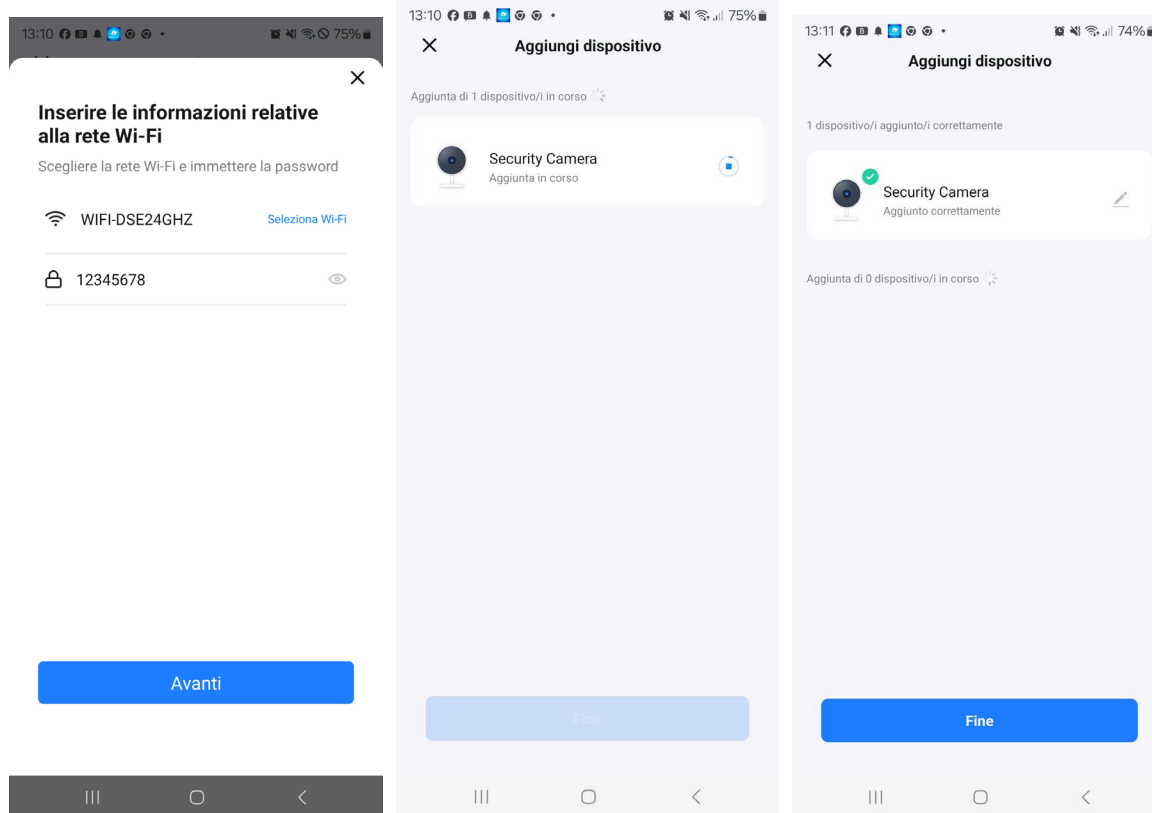 13:10
75%
Inserire le informazioni relative
alla rete Wi-Fi
Scegliere la rete Wi-Fi e immettere la password
WIFI-DSE24GHZ
Seleziona Wi-Fi
12345678
Avanti
13:10
75%
Aggiungi dispositivo
Aggiunta di 1 dispositivo/i in corso
Security Camera
Aggiunta in corso
Fine
13:11
74%
Aggiungi dispositivo
1 dispositivo/i aggiunto/i correttamente
Security Camera
Aggiunto correttamente
Aggiunta di 0 dispositivo/i in corso
Fine